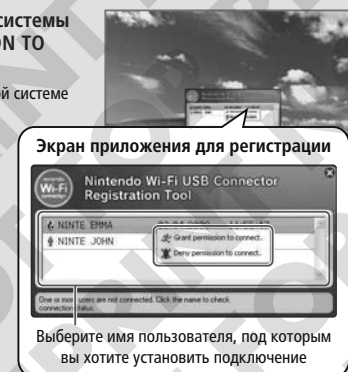 системы
ON TO
ой системе
Экран приложения для регистрации
Nintendo Wi-Fi USB Connector
Registration Tool
Wi-Fi
NINTE EMMA
NINTE JOHN
Grant permission to connect.
Deny permission to connect.
One or more users are not connected. Click the name to check
connection status.
Выберите имя пользователя, под которым
вы хотите установить подключение